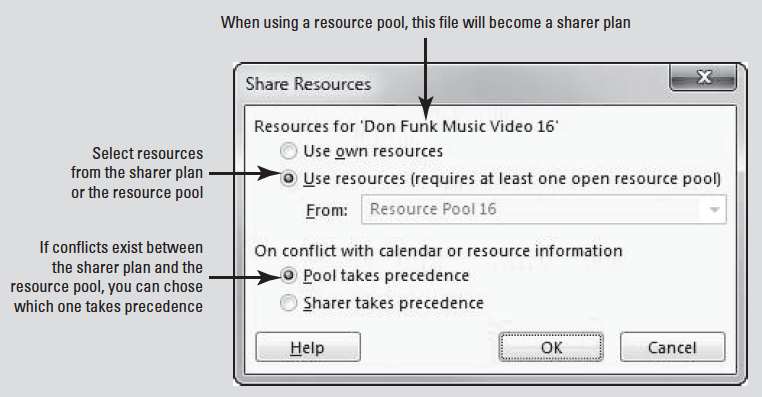 When using a resource pool, this file will become a sharer plan
Share Resources
Resources for 'Don Funk Music Video 16'
Use own resources
Select resources
from the sharer plan
or the resource pool
Use resources (requires at least one open resource pool)
From: Resource Pool 16
If conflicts exist between
the sharer plan and the
resource pool, you can chose
which one takes precedence
On conflict with calendar or resource information
Pool takes precedence
Sharer takes precedence
Help OK Cancel